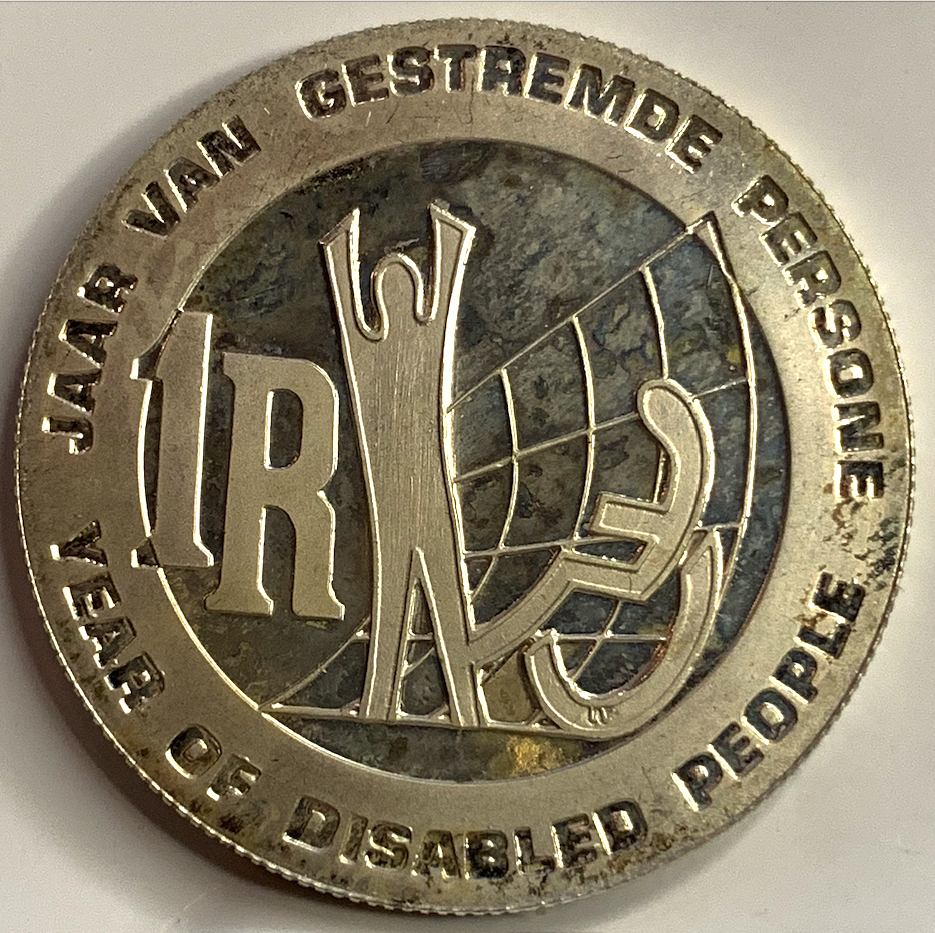 JAAR VAN GESTREMDE PERSONE
1R
YEAR OF DISABLED PEOPLE